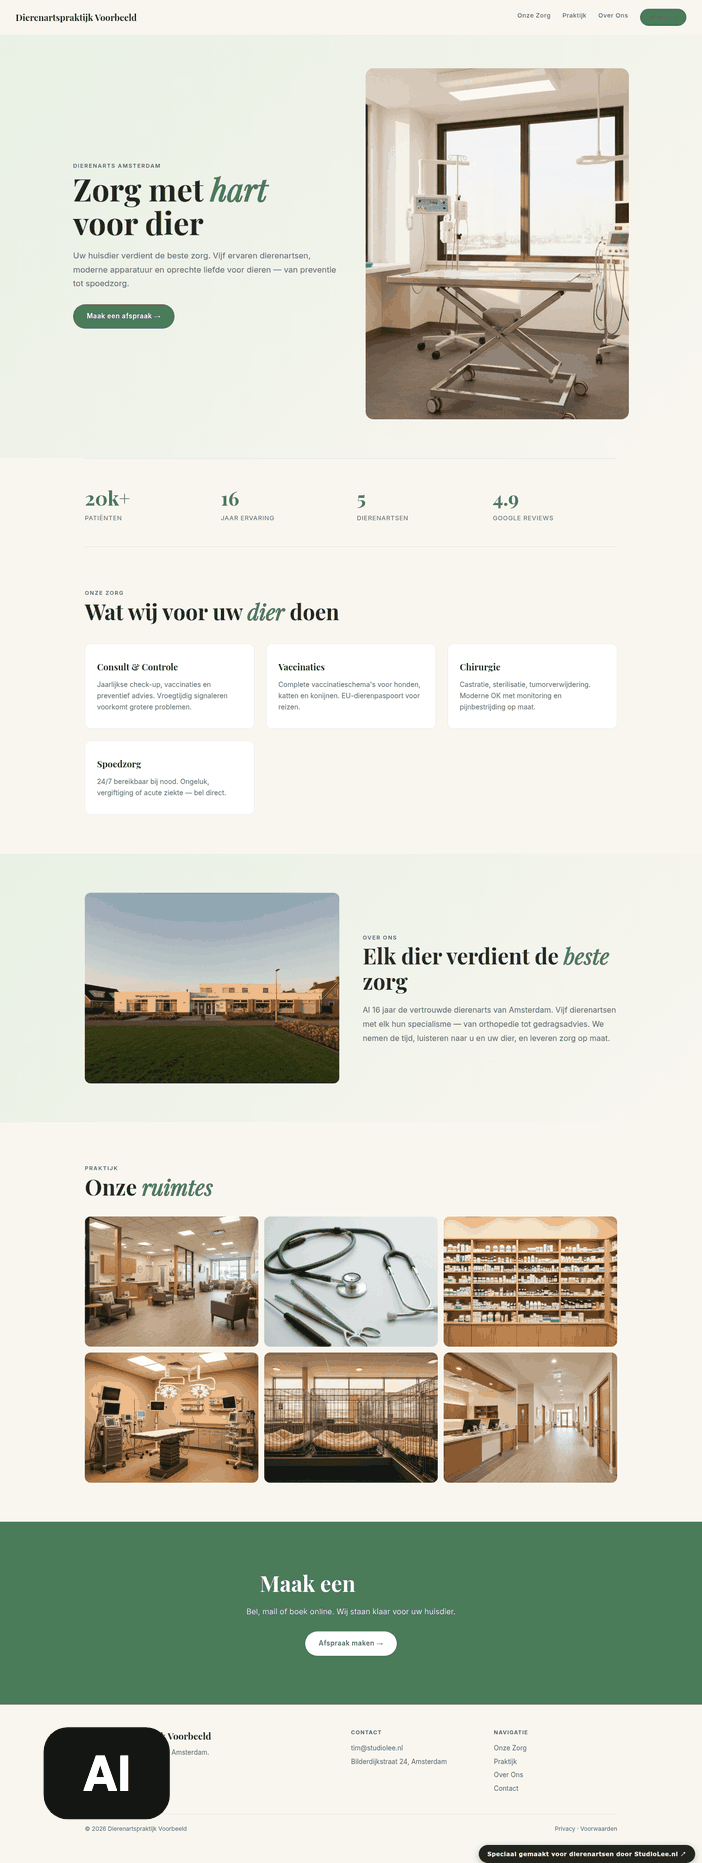 Dierenartspraktijk Voorbeeld
Onze Zorg
Praktijk
Over Ons
DIERENARTS AMSTERDAM
Zorg met hart
voor dier
Uw huisdier verdient de beste zorg. Vijf ervaren dierenartsen,
moderne apparatuur en oprechte liefde voor dieren — van preventie
tot spoedzorg.
Maak een afspraak →
20k+
PATIËNTEN
16
JAAR ERVARING
5
DIERENARTSEN
4.9
GOOGLE REVIEWS
ONZE ZORG
Wat wij voor uw dier doen
Consult & Controle
Jaarlijkse check-up, vaccinaties en
preventief advies. Vroegtijdig signaleren
voorkomt grotere problemen.
Vaccinaties
Complete vaccinatieschema's voor honden,
katten en konijnen. EU-dierenpaspoort voor
reizen.
Chirurgie
Castratie, sterilisatie, tumorverwijdering.
Moderne OK met monitoring en
pijnbestrijding op maat.
Spoedzorg
24/7 bereikbaar bij nood. Ongeluk,
vergiftiging of acute ziekte — bel direct.
OVER ONS
Elk dier verdient de beste
zorg
Al 16 jaar de vertrouwde dierenarts van Amsterdam. Vijf dierenartsen
met elk hun specialisme — van orthopedie tot gedragsadvies. We
nemen de tijd, luisteren naar u en uw dier, en leveren zorg op maat.
PRAKTIJK
Onze ruimtes
Maak een
Bel, mail of boek online. Wij staan klaar voor uw huisdier.
Afspraak maken →
Voorbeeld
Amsterdam.
AI
CONTACT
tim@studiolee.nl
Bilderdijkstraat 24, Amsterdam
NAVIGATIE
Onze Zorg
Praktijk
Over Ons
Contact
© 2026 Dierenartspraktijk Voorbeeld
Privacy · Voorwaarden
Speciaal gemaakt voor dierenartsen door StudioLee.nl ↗